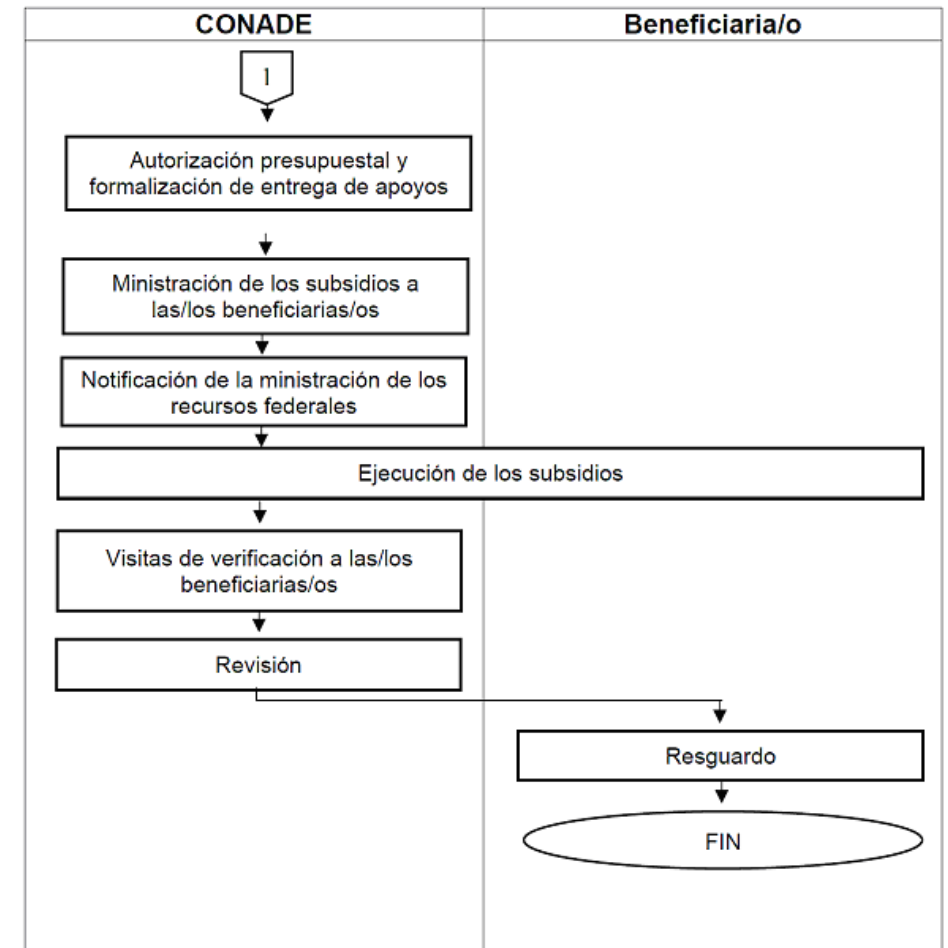 CONADE
Beneficiaria/o
1
Autorización presupuestal y
formalización de entrega de apoyos
Ministración de los subsidios a
las/los beneficiarias/os
Notificación de la ministración de los
recursos federales
Ejecución de los subsidios
Visitas de verificación a las/los
beneficiarias/os
Revisión
Resguardo
FIN